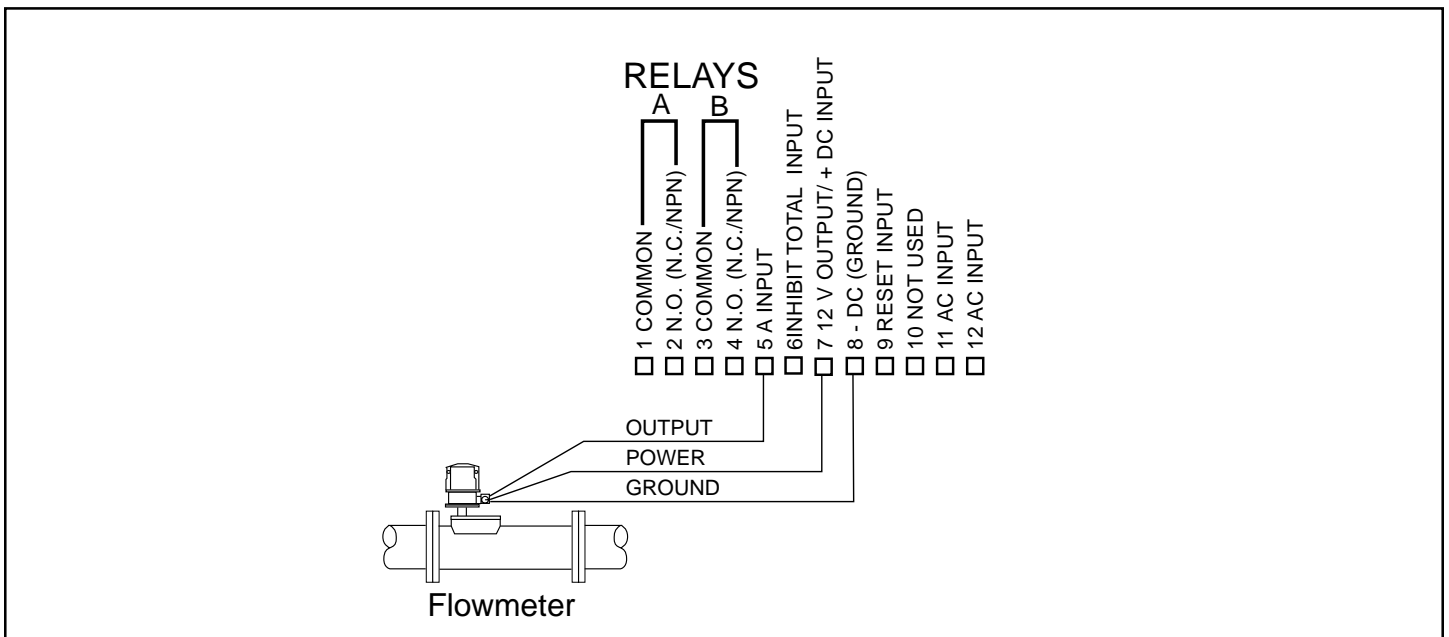 RELAYS
A
B
1 COMMON
2 N.O. (N.C./NPN)
3 COMMON
4 N.O. (N.C./NPN)
5 A INPUT
6INHIBIT TOTAL INPUT
7 12 V OUTPUT/ + DC INPUT
8 - DC (GROUND)
9 RESET INPUT
10 NOT USED
11 AC INPUT
12 AC INPUT
OUTPUT
POWER
GROUND
Flowmeter